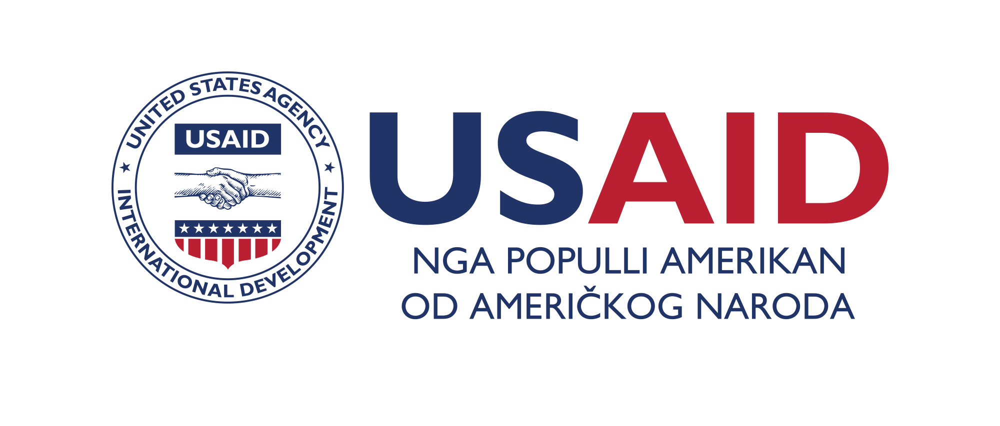 UNITED STATES AGENCY
INTERNATIONAL DEVELOPMENT
USAID
USAID
NGA POPULLI AMERIKAN
OD AMERIČKOG NARODA